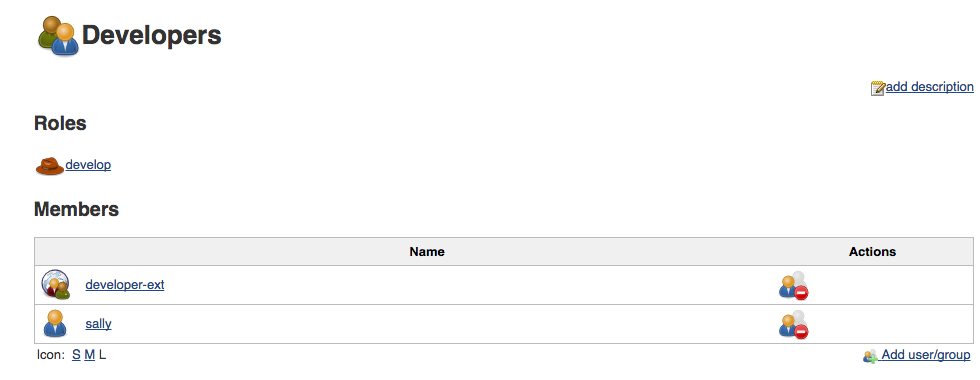 Developers
add description
Roles
develop
Members
Name Actions
developer-ext
sally
Icon: S M L Add user/group